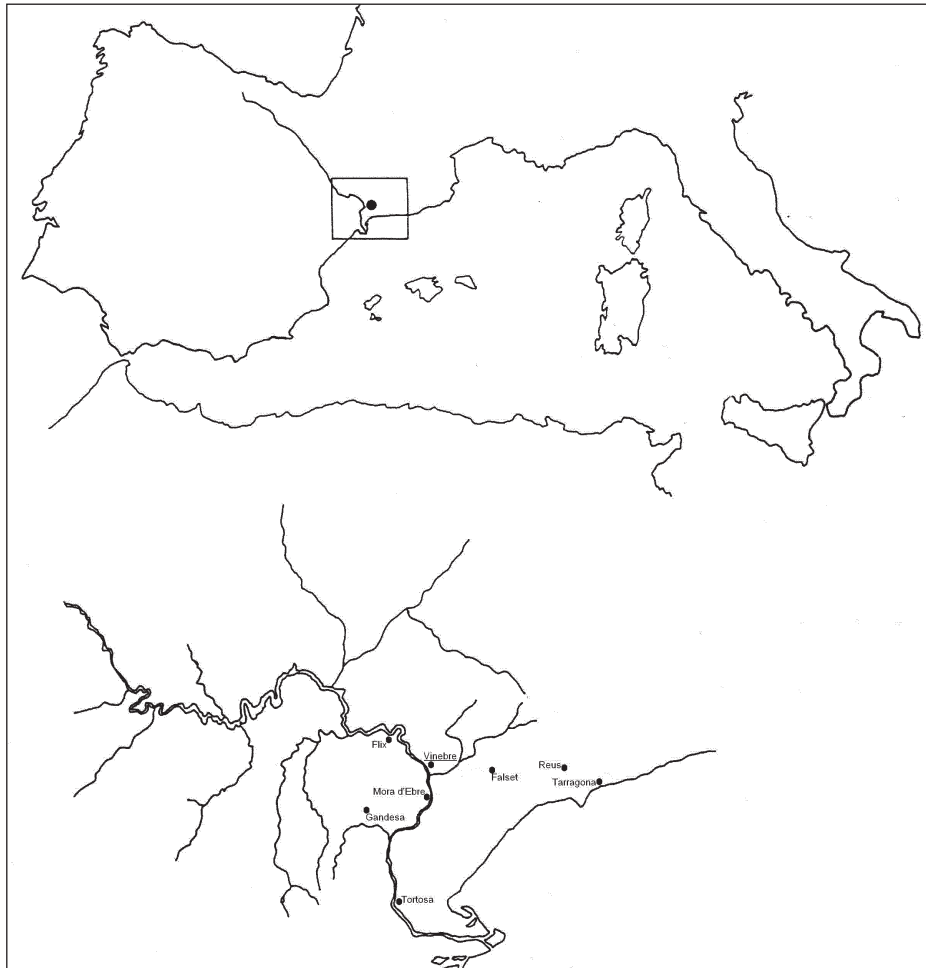 Flix
Vinebre
Falset
Reus
Tarragona
Mora d'Ebre
Gandesa
Tortosa